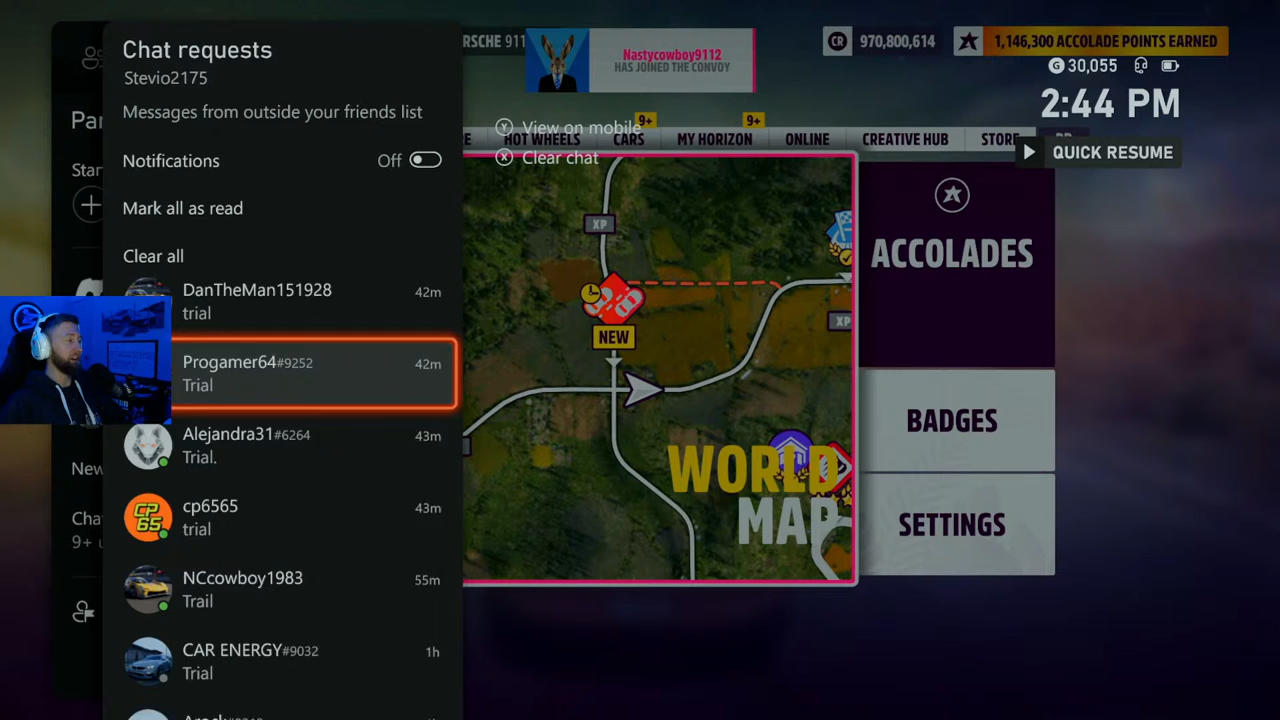 Chat requests
Stevio2175
Messages from outside your friends list
Notifications
Off
Mark all as read
Clear all
DanTheMan151928
42m
trial
Progamer64#9252
42m
Trial
Alejandra31#6264
43m
Trial.
cp6565
43m
trial
NCcowboy1983
55m
Trail
CAR ENERGY#9032
1h
Trial
Par
Star
New
Cha
9+ u
CP
65
RSCHE 911
Nastycowboy9112
HAS JOINED THE CONVOY
CR 970,800,614
1,146,300 ACCOLADE POINTS EARNED
G 30,055
2:44 PM
Y View on mobile
X Clear chat
9+
9+
HOT WHEELS
CARS
MY HORIZON
ONLINE
CREATIVE HUB
STORE
QUICK RESUME
XP
NEW
XP
WORLD
MAP
ACCOLADES
BADGES
SETTINGS